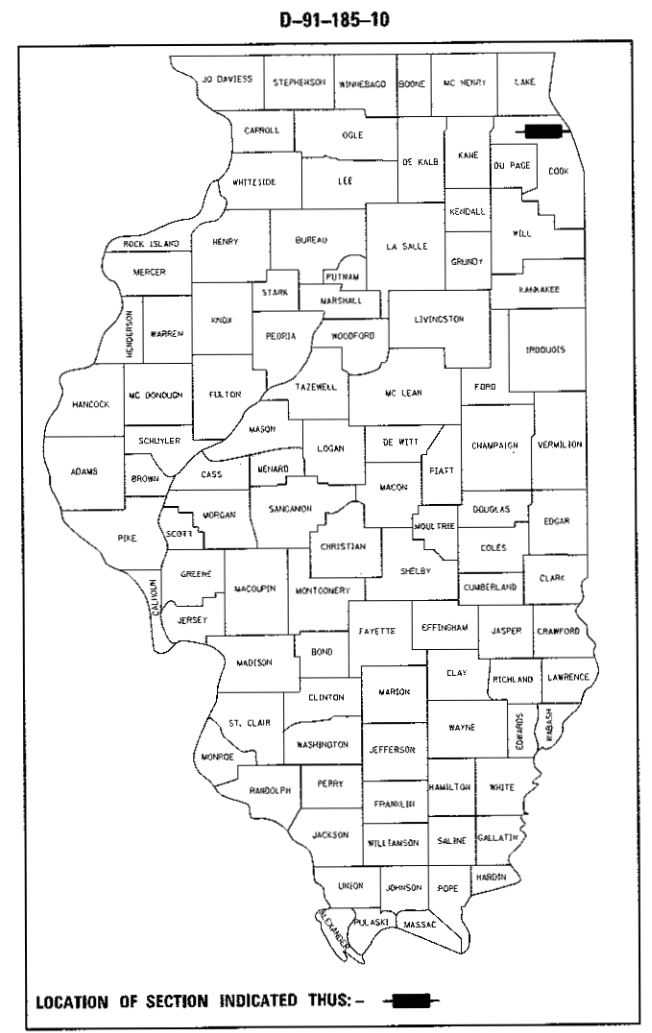 D-91-185-10
JO DAVIESS STEPHENSON WINNEBAGO BOONE MC HENRY LAKE
CARROLL OGLE DE KALB KANE DU PAGE COOK
WHITESIDE LEE
KENDALL
ROCK ISLAND HENRY BUREAU LA SALLE GRUNDY WILL
MERCER PUTNAM
STARK MARSHALL KANKAKEE
HENDERSON WARREN KNOX PEORIA WOODFORD LIVINGSTON IROQUOIS
HANCOCK MC DONOUGH FULTON TAZEWELL MC LEAN FORD
MASON
SCHUYLER LOGAN DE WITT CHAMPAIGN VERMILION
ADAMS BROWN CASS MENARD PIATT
MACON
PIKE SCOTT MORGAN SANGAMON CHRISTIAN MOULTRIE DOUGLAS EDGAR
COLES
CALHOUN GREENE MACOUPIN MONTGOMERY SHELBY CUMBERLAND CLARK
JERSEY FAYETTE EFFINGHAM JASPER CRAWFORD
MADISON BOND
CLINTON MARION CLAY RICHLAND LAWRENCE
ST. CLAIR WAYNE EDWARDS WABASH
MONROE WASHINGTON JEFFERSON
RANDOLPH PERRY FRANKLIN HAMILTON WHITE
JACKSON WILLIAMSON SALINE GALLATIN
UNION JOHNSON POPE HARDIN
ALEXANDER PULASKI MASSAC
LOCATION OF SECTION INDICATED THUS:-